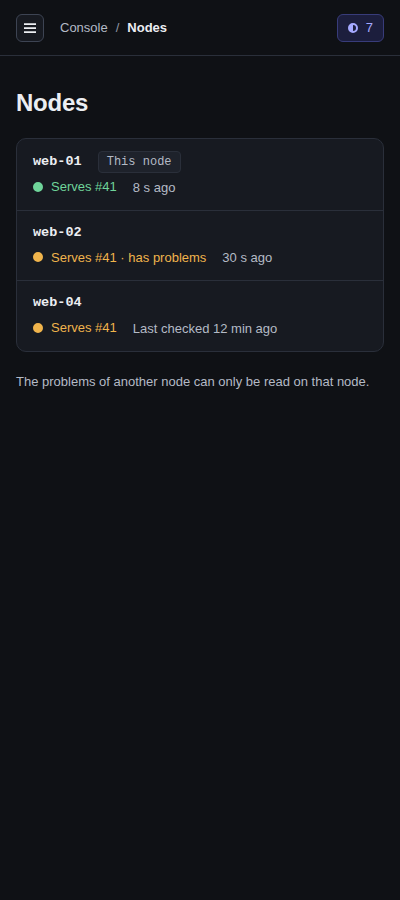 Console / Nodes
7
Nodes
web-01 This node
Serves #41 8 s ago
web-02
Serves #41 · has problems 30 s ago
web-04
Serves #41 Last checked 12 min ago
The problems of another node can only be read on that node.